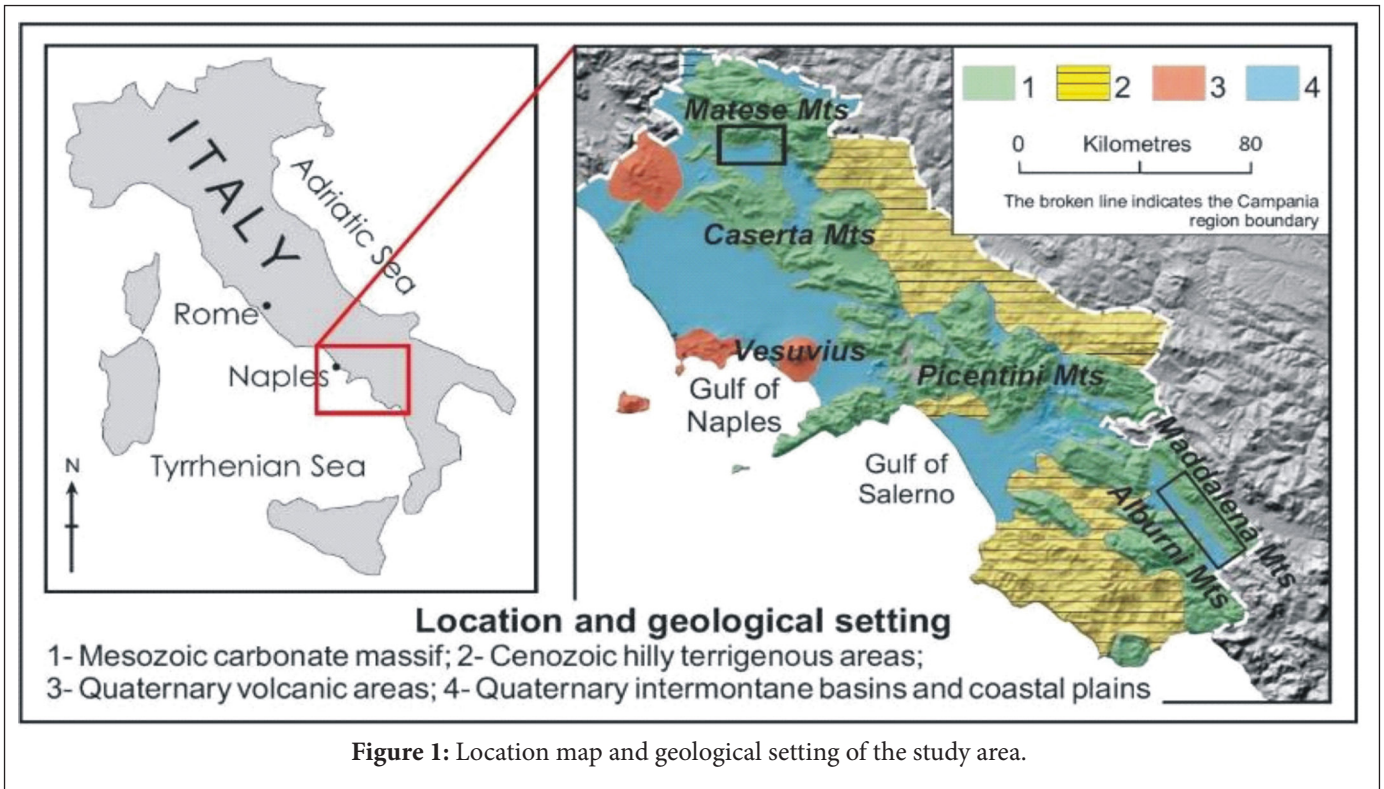 ITALY
Adriatic Sea
Rome
Naples
Tyrrhenian Sea
N
Matese Mts
Caserta Mts
Vesuvius
Gulf of
Naples
Picentini Mts
Gulf of
Salerno
Maddalena Mts
Alburni Mts
1 2 3 4
0 Kilometres 80
The broken line indicates the Campania
region boundary
Location and geological setting
1- Mesozoic carbonate massif; 2- Cenozoic hilly terrigenous areas;
3- Quaternary volcanic areas; 4- Quaternary intermontane basins and coastal plains
Figure 1: Location map and geological setting of the study area.